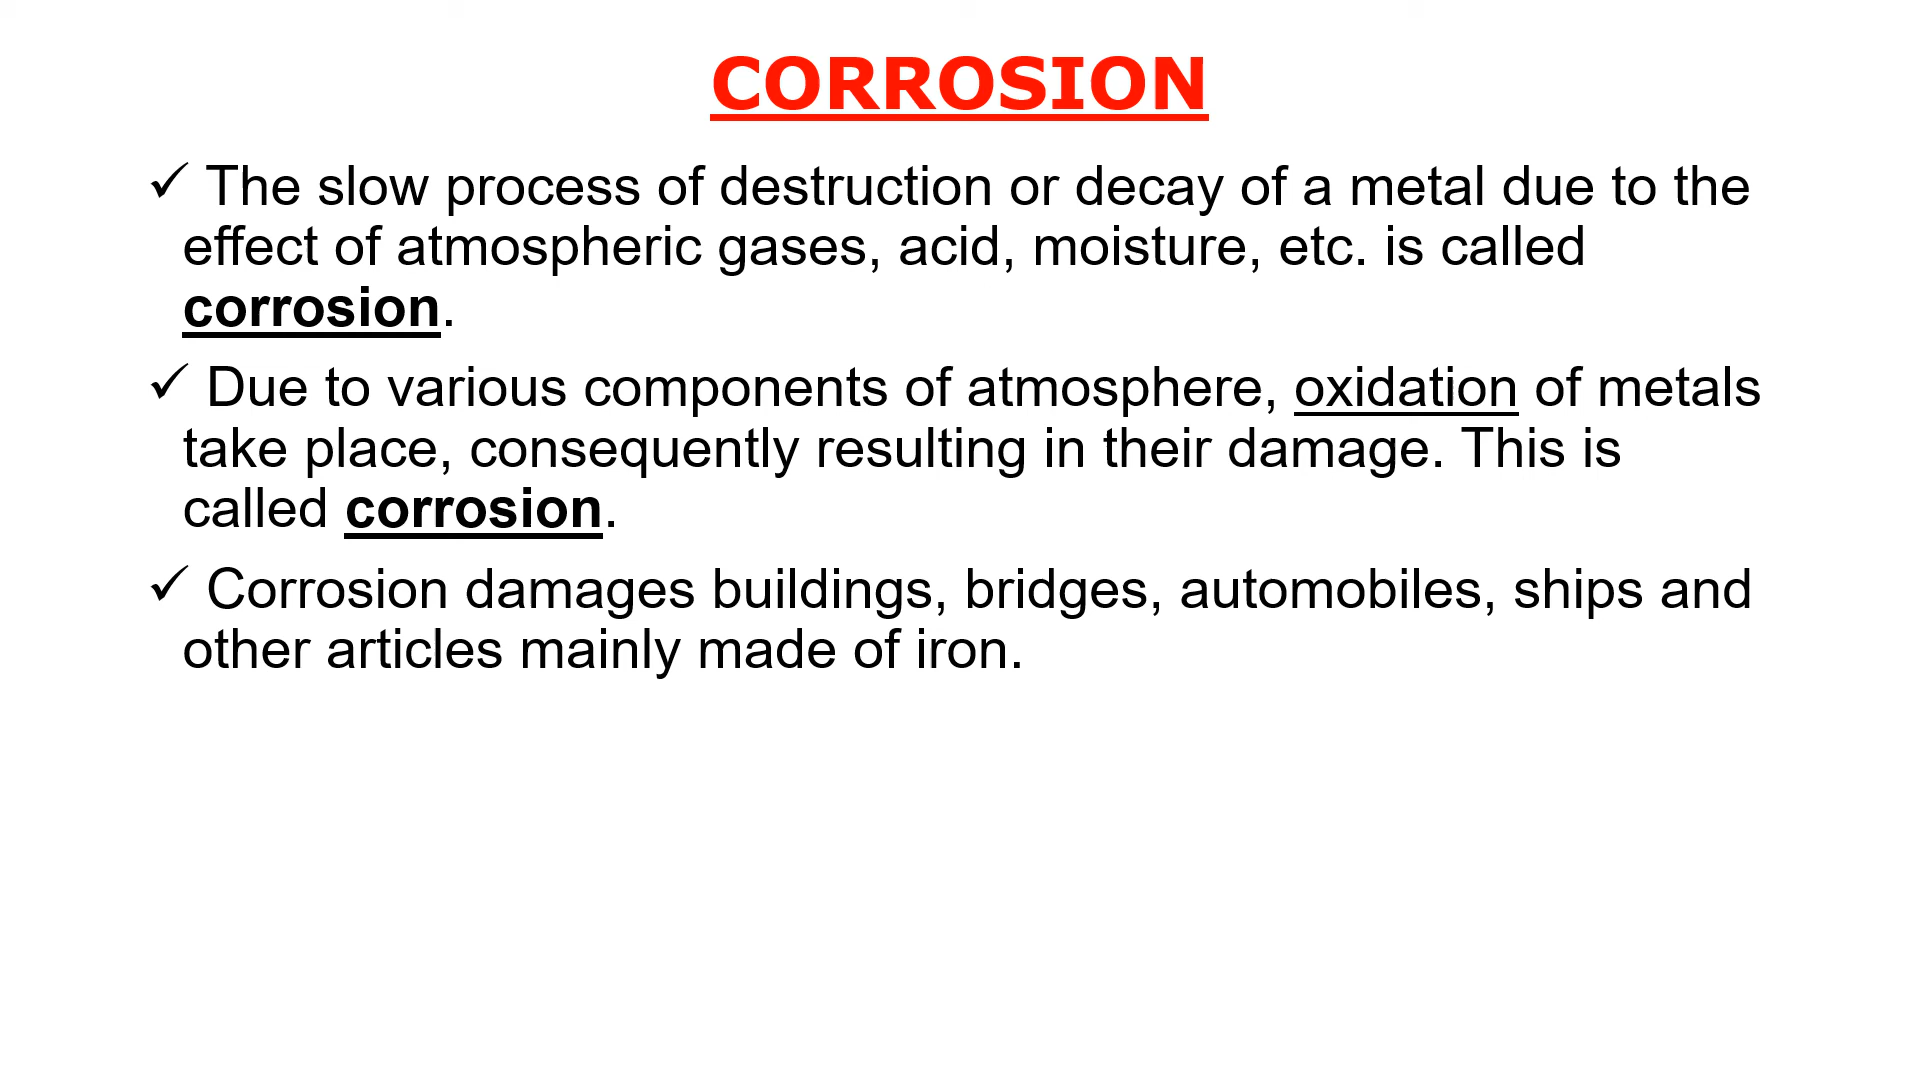 CORROSION
✓ The slow process of destruction or decay of a metal due to the
effect of atmospheric gases, acid, moisture, etc. is called
corrosion.
✓ Due to various components of atmosphere, oxidation of metals
take place, consequently resulting in their damage. This is
called corrosion.
✓ Corrosion damages buildings, bridges, automobiles, ships and
other articles mainly made of iron.